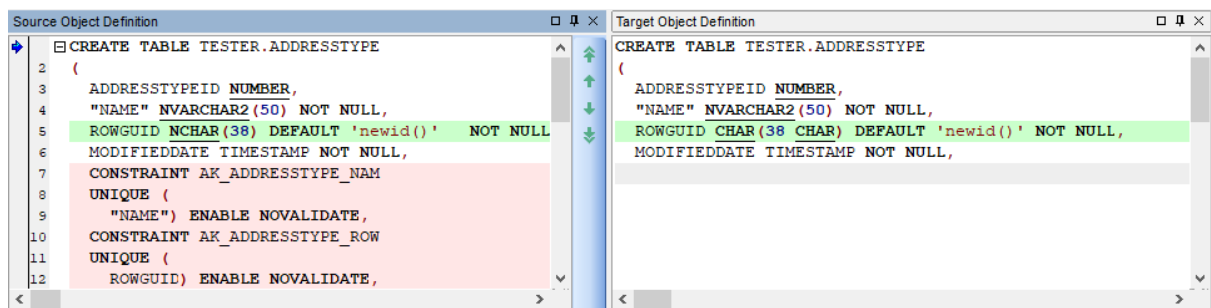 Source Object Definition
CREATE TABLE TESTER.ADDRESSTYPE
2 (
3 ADDRESSTYPEID NUMBER,
4 "NAME" NVARCHAR2(50) NOT NULL,
5 ROWGUID NCHAR(38) DEFAULT 'newid()' NOT NULL
6 MODIFIEDDATE TIMESTAMP NOT NULL,
7 CONSTRAINT AK_ADDRESSTYPE_NAM
8 UNIQUE (
9 "NAME") ENABLE NOVALIDATE,
10 CONSTRAINT AK_ADDRESSTYPE_ROW
11 UNIQUE (
12 ROWGUID) ENABLE NOVALIDATE,
Target Object Definition
CREATE TABLE TESTER.ADDRESSTYPE
(
ADDRESSTYPEID NUMBER,
"NAME" NVARCHAR2(50) NOT NULL,
ROWGUID CHAR(38 CHAR) DEFAULT 'newid()' NOT NULL,
MODIFIEDDATE TIMESTAMP NOT NULL,